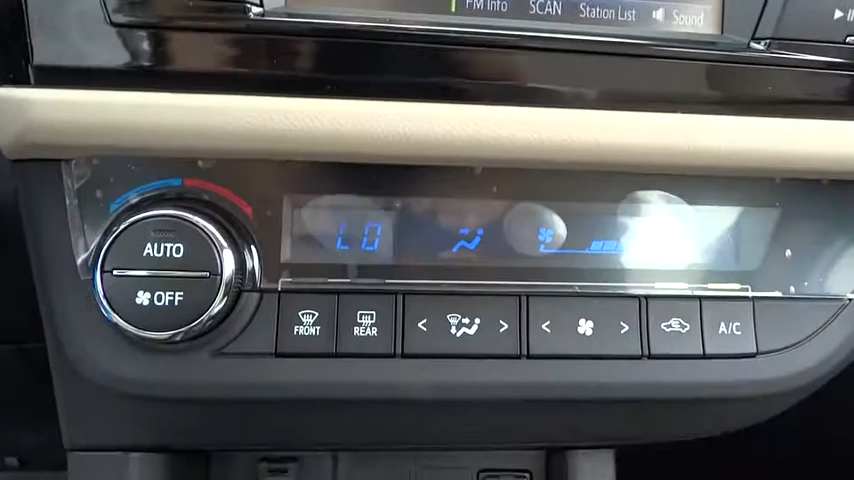 FM Info SCAN Station List Sound
AUTO
OFF
LO
FRONT
REAR
A/C